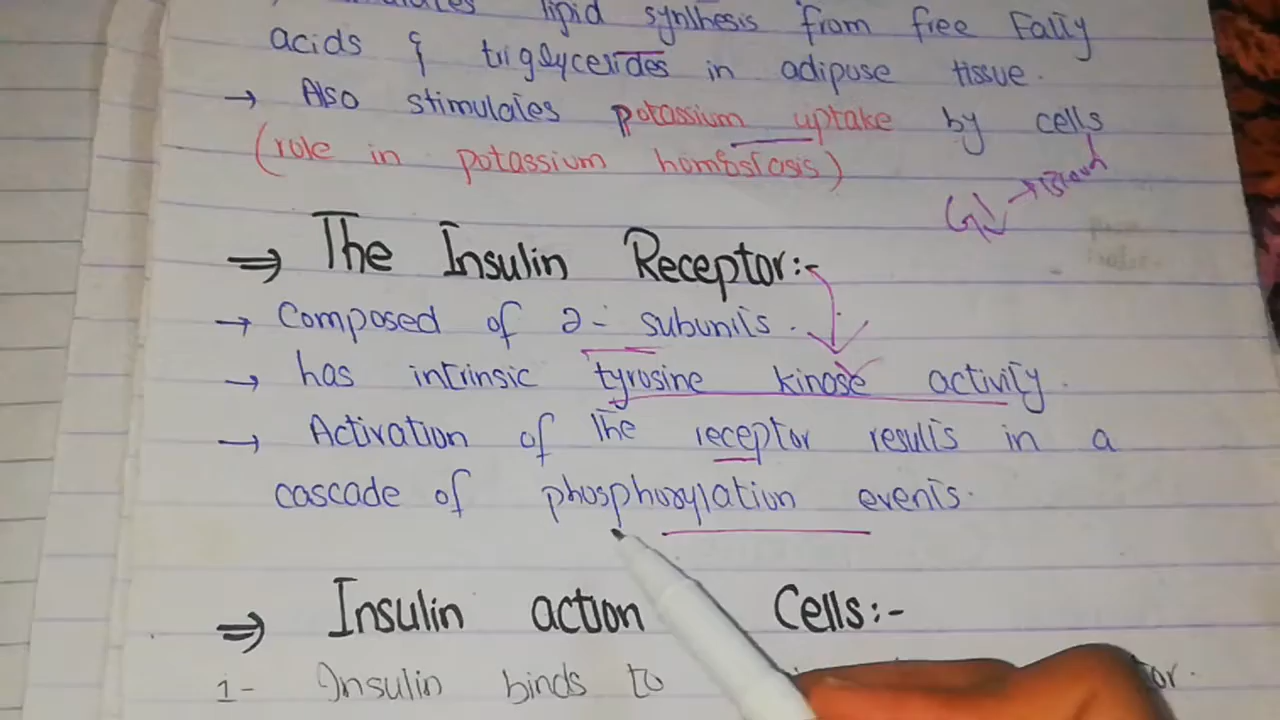 lipid synthesis from free Fatty
acids & triglycerides in adipuse tissue.
→ Also stimulates potassium uptake by cells
(role in potassium homeostasis)
⇒ The Insulin Receptor:-
→ Composed of 2- subunits.
→ has intrinsic tyrosine kinase activity.
→ Activation of the receptor results in a
cascade of phosphorylation events.
⇒ Insulin action Cells:-
1- Insulin binds to